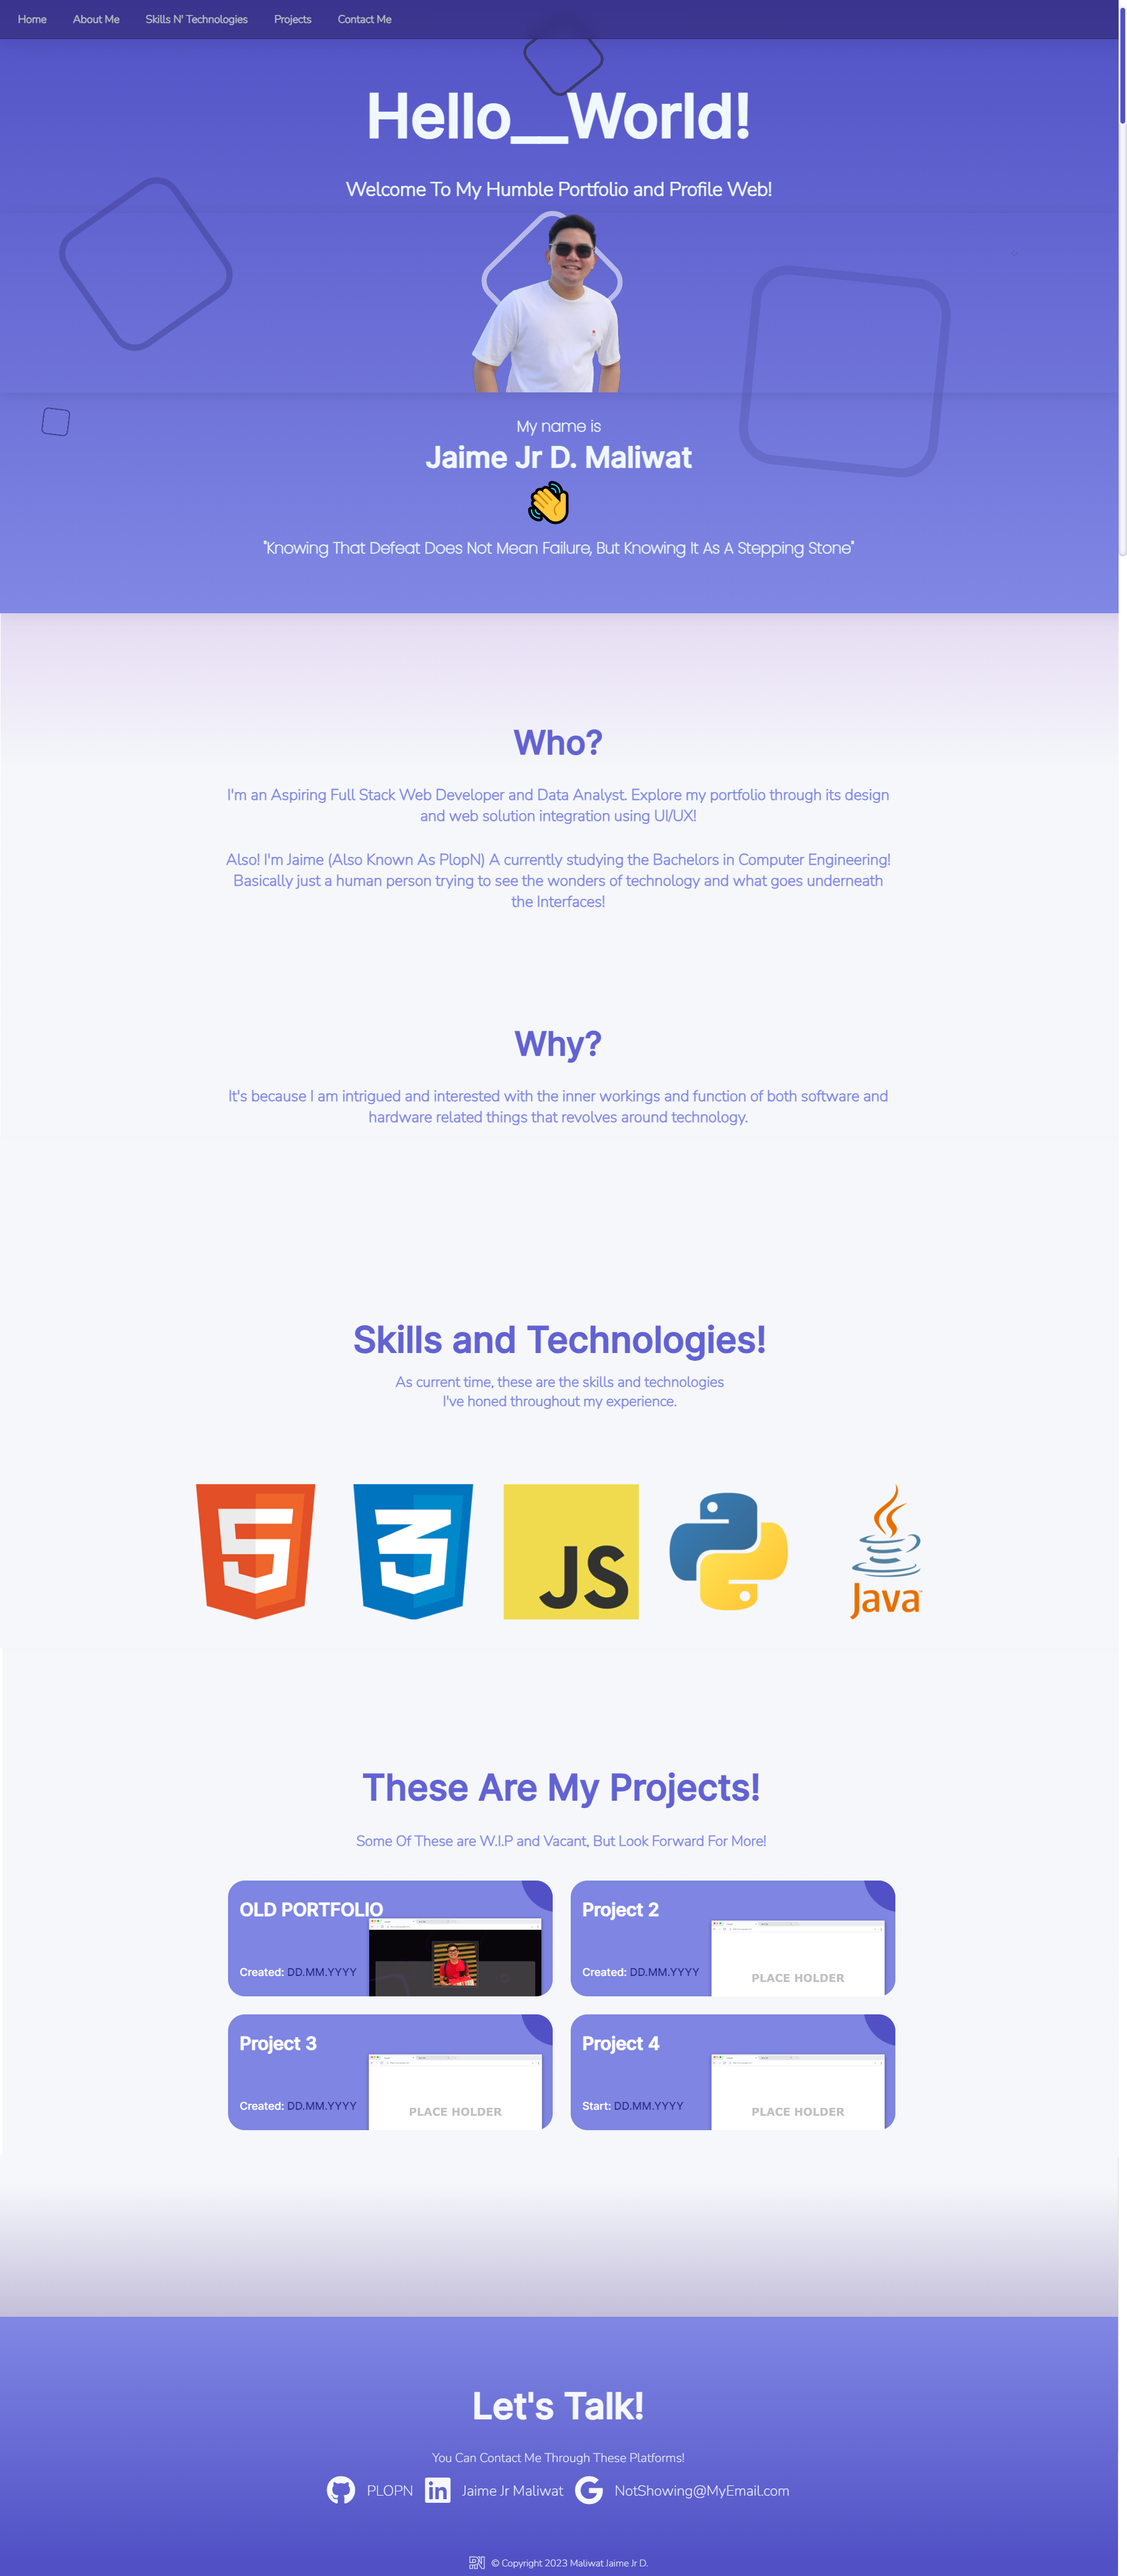 Home About Me Skills N' Technologies Projects Contact Me
Hello__World!
Welcome To My Humble Portfolio and Profile Web!
My name is
Jaime Jr D. Maliwat
"Knowing That Defeat Does Not Mean Failure, But Knowing It As A Stepping Stone"
Who?
I'm an Aspiring Full Stack Web Developer and Data Analyst. Explore my portfolio through its design
and web solution integration using UI/UX!
Also! I'm Jaime (Also Known As PlopN) A currently studying the Bachelors in Computer Engineering!
Basically just a human person trying to see the wonders of technology and what goes underneath
the Interfaces!
Why?
It's because I am intrigued and interested with the inner workings and function of both software and
hardware related things that revolves around technology.
Skills and Technologies!
As current time, these are the skills and technologies
I've honed throughout my experience.
5 3 JS Java
These Are My Projects!
Some Of These are W.I.P and Vacant, But Look Forward For More!
OLD PORTFOLIO
Created: DD.MM.YYYY
Project 2
Created: DD.MM.YYYY
PLACE HOLDER
Project 3
Created: DD.MM.YYYY
PLACE HOLDER
Project 4
Start: DD.MM.YYYY
PLACE HOLDER
Let's Talk!
You Can Contact Me Through These Platforms!
PLOPN in Jaime Jr Maliwat G NotShowing@MyEmail.com
© Copyright 2023 Maliwat Jaime Jr D.